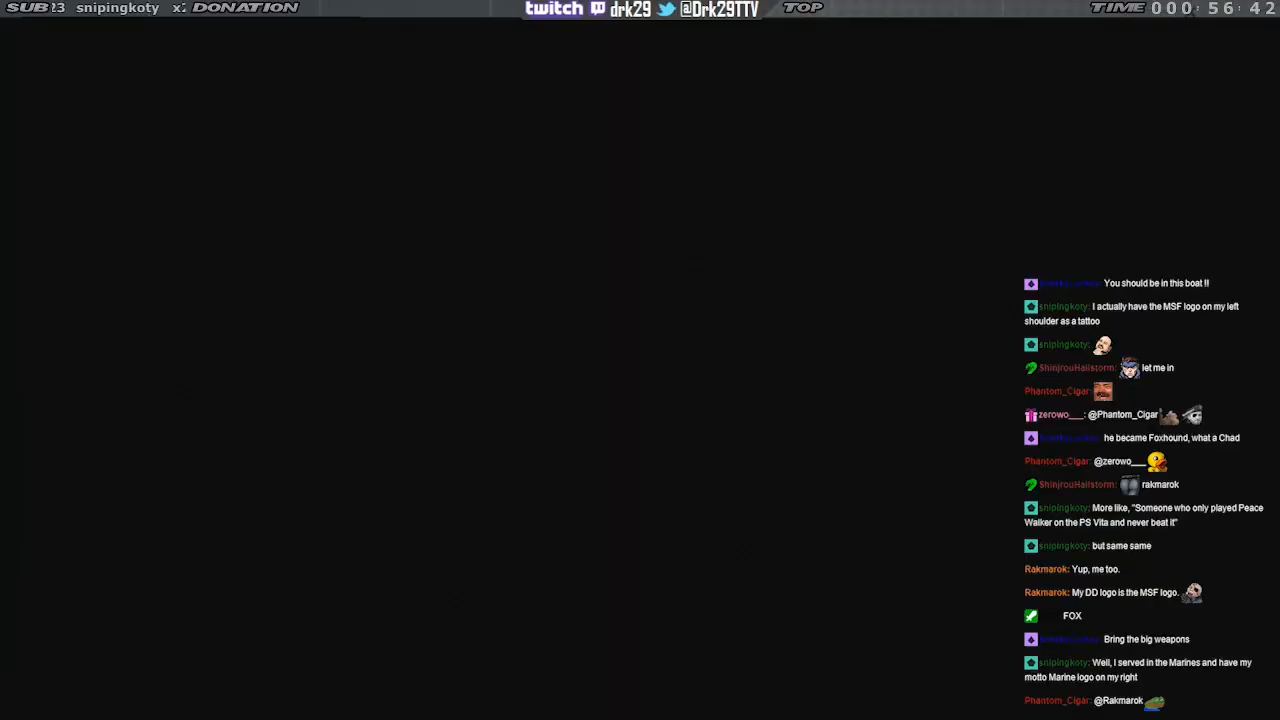 SUB 23 snipingkoty x2 DONATION
twitch drk29 @Drk29TTV
TOP
TIME 000:56:42
You should be in this boat !!
snipingkoty: I actually have the MSF logo on my left
shoulder as a tattoo
snipingkoty:
ShinjrouHailstorm: let me in
Phantom_Cigar:
zerowo___: @Phantom_Cigar
he became Foxhound, what a Chad
Phantom_Cigar: @zerowo___
ShinjrouHailstorm: rakmarok
snipingkoty: More like, "Someone who only played Peace
Walker on the PS Vita and never beat it"
snipingkoty: but same same
Rakmarok: Yup, me too.
Rakmarok: My DD logo is the MSF logo.
FOX
Bring the big weapons
snipingkoty: Well, I served in the Marines and have my
motto Marine logo on my right
Phantom_Cigar: @Rakmarok